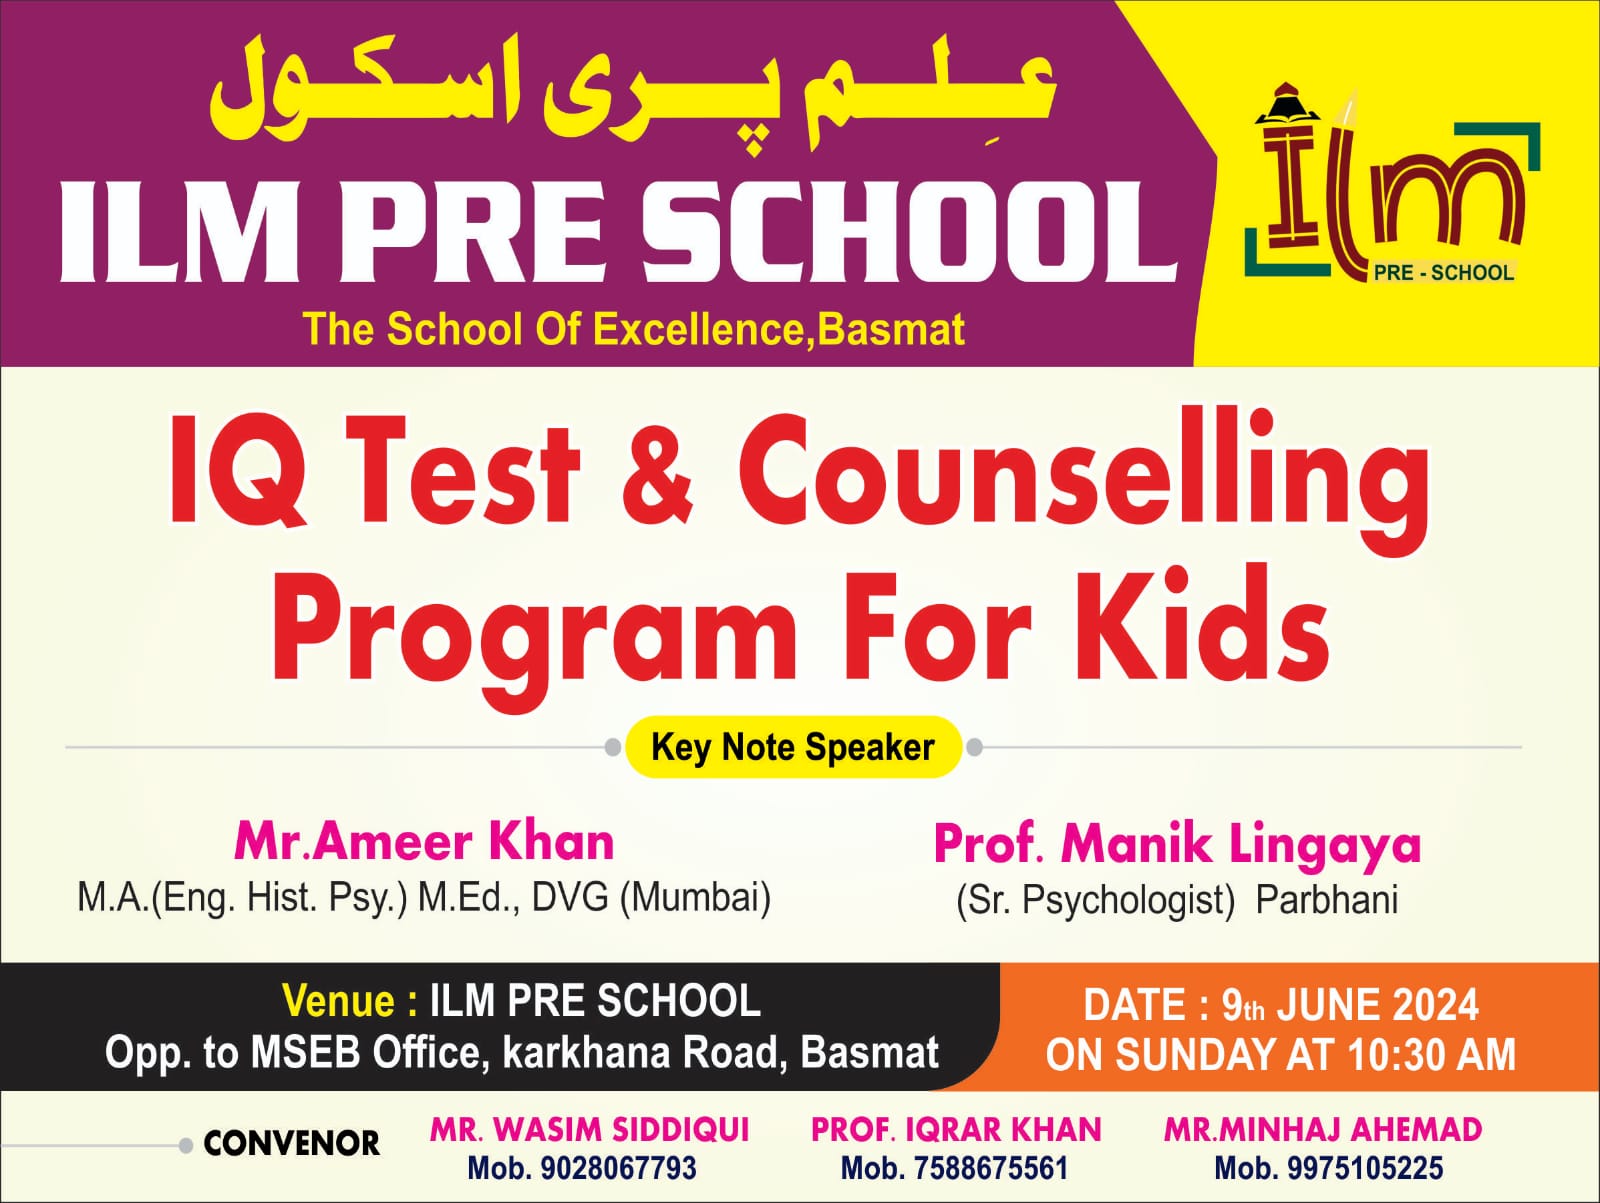 عِلم پری اسکول
ILM PRE SCHOOL
The School Of Excellence,Basmat
Ilm
PRE - SCHOOL
IQ Test & Counselling
Program For Kids
Key Note Speaker
Mr.Ameer Khan
M.A.(Eng. Hist. Psy.) M.Ed., DVG (Mumbai)
Prof. Manik Lingaya
(Sr. Psychologist) Parbhani
Venue : ILM PRE SCHOOL
Opp. to MSEB Office, karkhana Road, Basmat
DATE : 9th JUNE 2024
ON SUNDAY AT 10:30 AM
CONVENOR
MR. WASIM SIDDIQUI
Mob. 9028067793
PROF. IQRAR KHAN
Mob. 7588675561
MR.MINHAJ AHEMAD
Mob. 9975105225